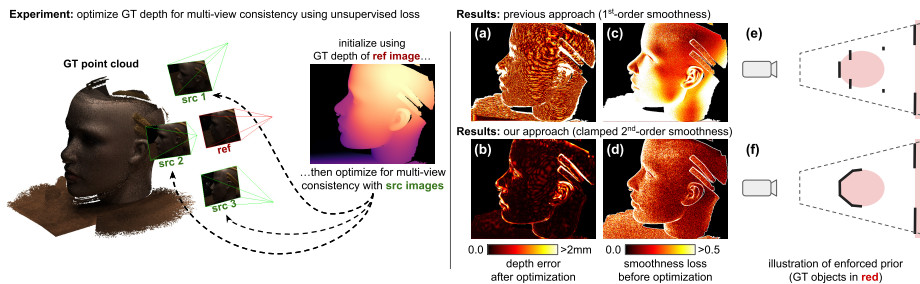 Experiment: optimize GT depth for multi-view consistency using unsupervised loss
GT point cloud
src 1
src 2
ref
src 3
initialize using
GT depth of ref image…
…then optimize for multi-view
consistency with src images
Results: previous approach (1st-order smoothness)
(a)
(c)
(e)
Results: our approach (clamped 2nd-order smoothness)
(b)
(d)
(f)
0.0 >2mm
depth error
after optimization
0.0 >0.5
smoothness loss
before optimization
illustration of enforced prior
(GT objects in red)